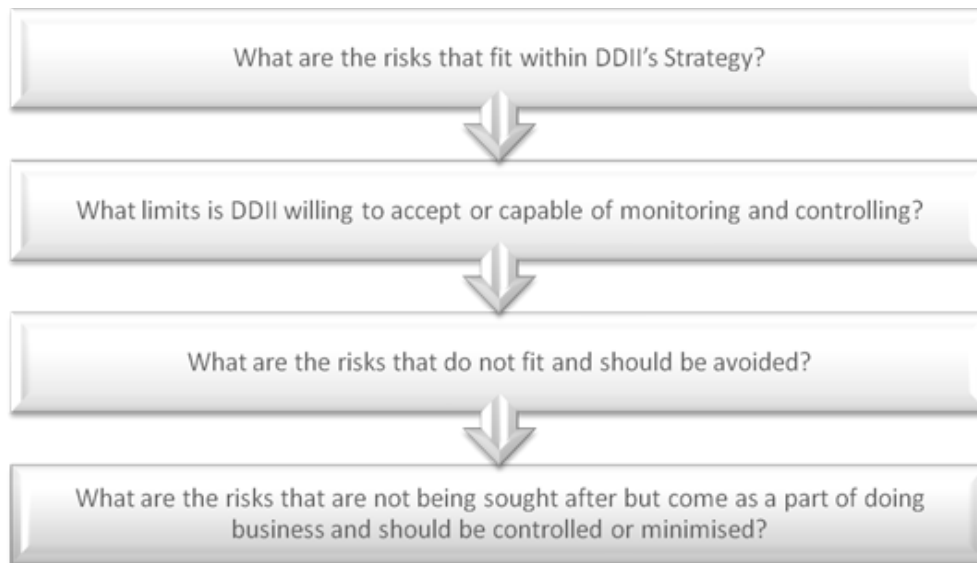 What are the risks that fit within DDII's Strategy?
What limits is DDII willing to accept or capable of monitoring and controlling?
What are the risks that do not fit and should be avoided?
What are the risks that are not being sought after but come as a part of doing
business and should be controlled or minimised?